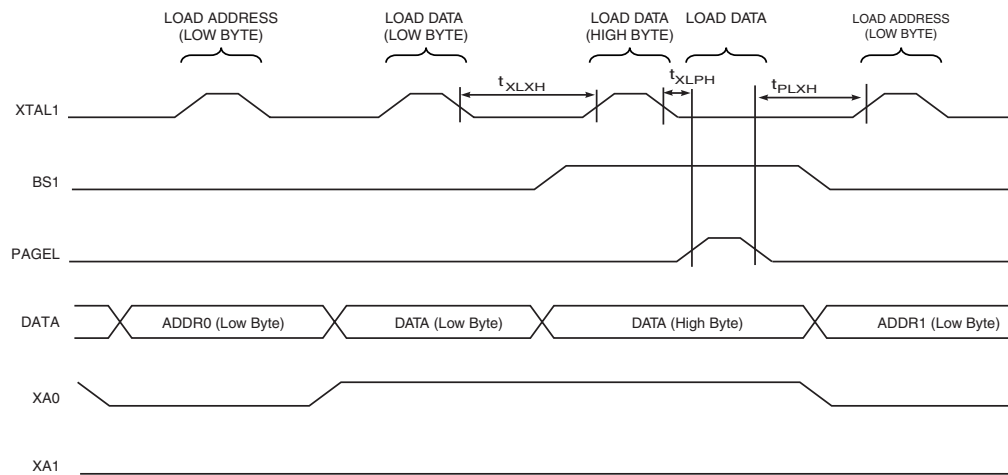 LOAD ADDRESS
(LOW BYTE)
LOAD DATA
(LOW BYTE)
LOAD DATA
(HIGH BYTE)
LOAD DATA
LOAD ADDRESS
(LOW BYTE)
XTAL1
tXLXH
tXLPH
tPLXH
BS1
PAGEL
DATA
ADDR0 (Low Byte)
DATA (Low Byte)
DATA (High Byte)
ADDR1 (Low Byte)
XA0
XA1